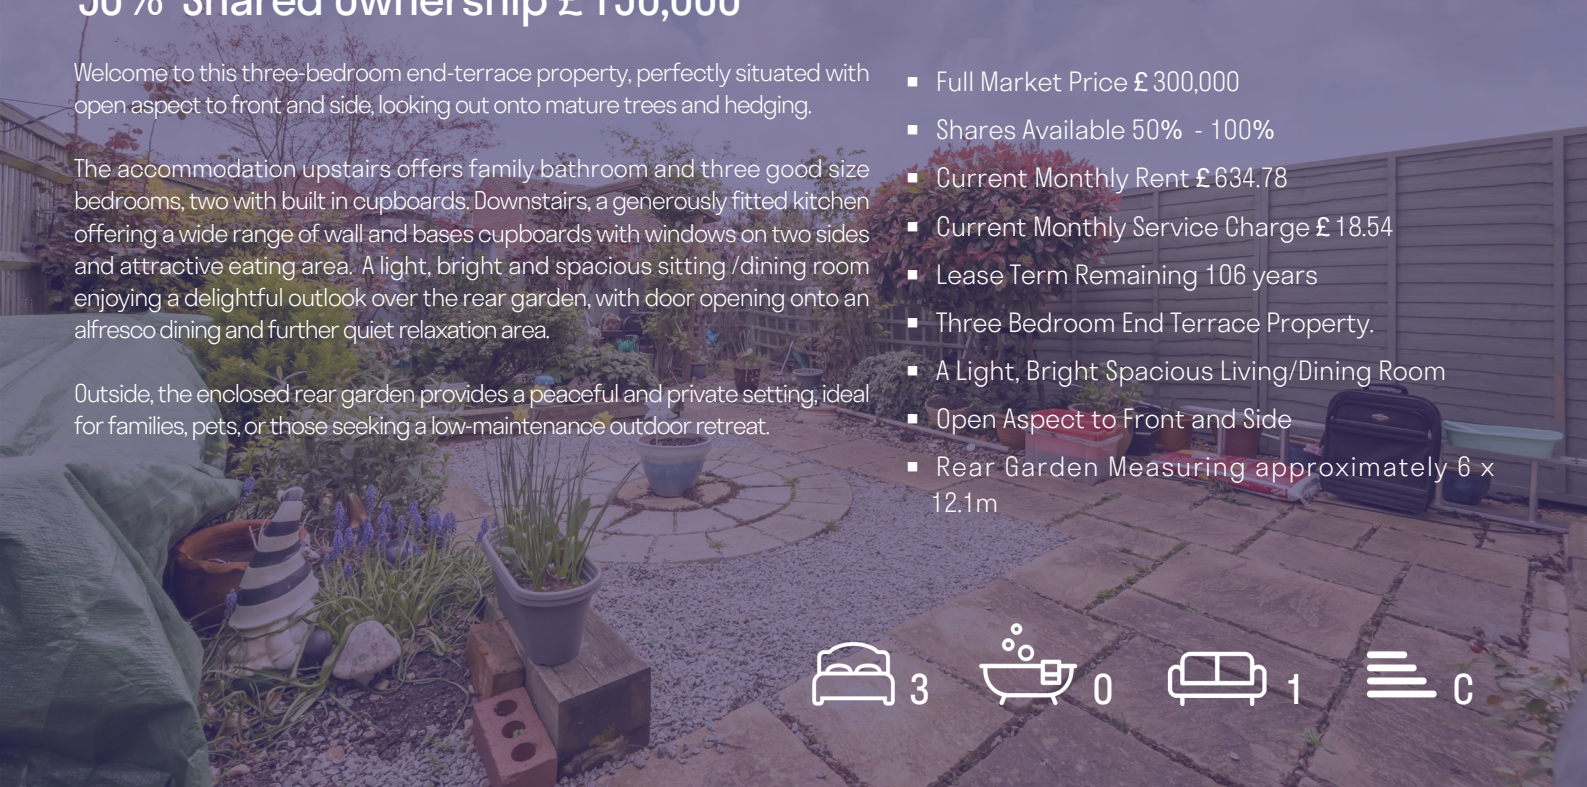 50% Shared Ownership £150,000
Welcome to this three-bedroom end-terrace property, perfectly situated with
open aspect to front and side, looking out onto mature trees and hedging.
The accommodation upstairs offers family bathroom and three good size
bedrooms, two with built in cupboards. Downstairs, a generously fitted kitchen
offering a wide range of wall and bases cupboards with windows on two sides
and attractive eating area. A light, bright and spacious sitting /dining room
enjoying a delightful outlook over the rear garden, with door opening onto an
alfresco dining and further quiet relaxation area.
Outside, the enclosed rear garden provides a peaceful and private setting, ideal
for families, pets, or those seeking a low-maintenance outdoor retreat.
▪ Full Market Price £300,000
▪ Shares Available 50% - 100%
▪ Current Monthly Rent £634.78
▪ Current Monthly Service Charge £18.54
▪ Lease Term Remaining 106 years
▪ Three Bedroom End Terrace Property.
▪ A Light, Bright Spacious Living/Dining Room
▪ Open Aspect to Front and Side
▪ Rear Garden Measuring approximately 6 x
12.1m
3 0 1 C